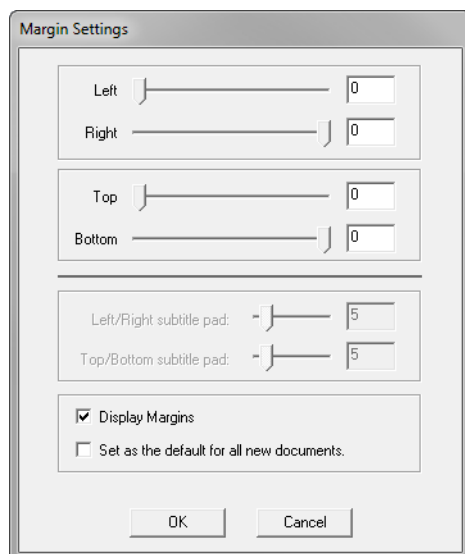 Margin Settings
Left 0
Right 0
Top 0
Bottom 0
Left/Right subtitle pad: 5
Top/Bottom subtitle pad: 5
Display Margins
Set as the default for all new documents.
OK Cancel